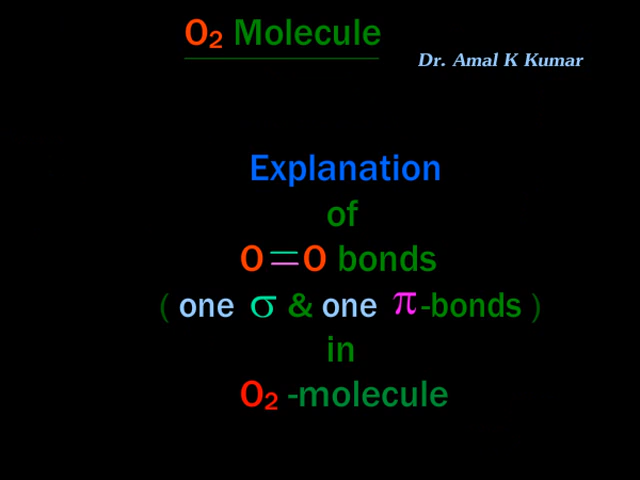 O₂ Molecule
Dr. Amal K Kumar
Explanation
of
O=O bonds
( one σ & one π -bonds )
in
O₂ -molecule